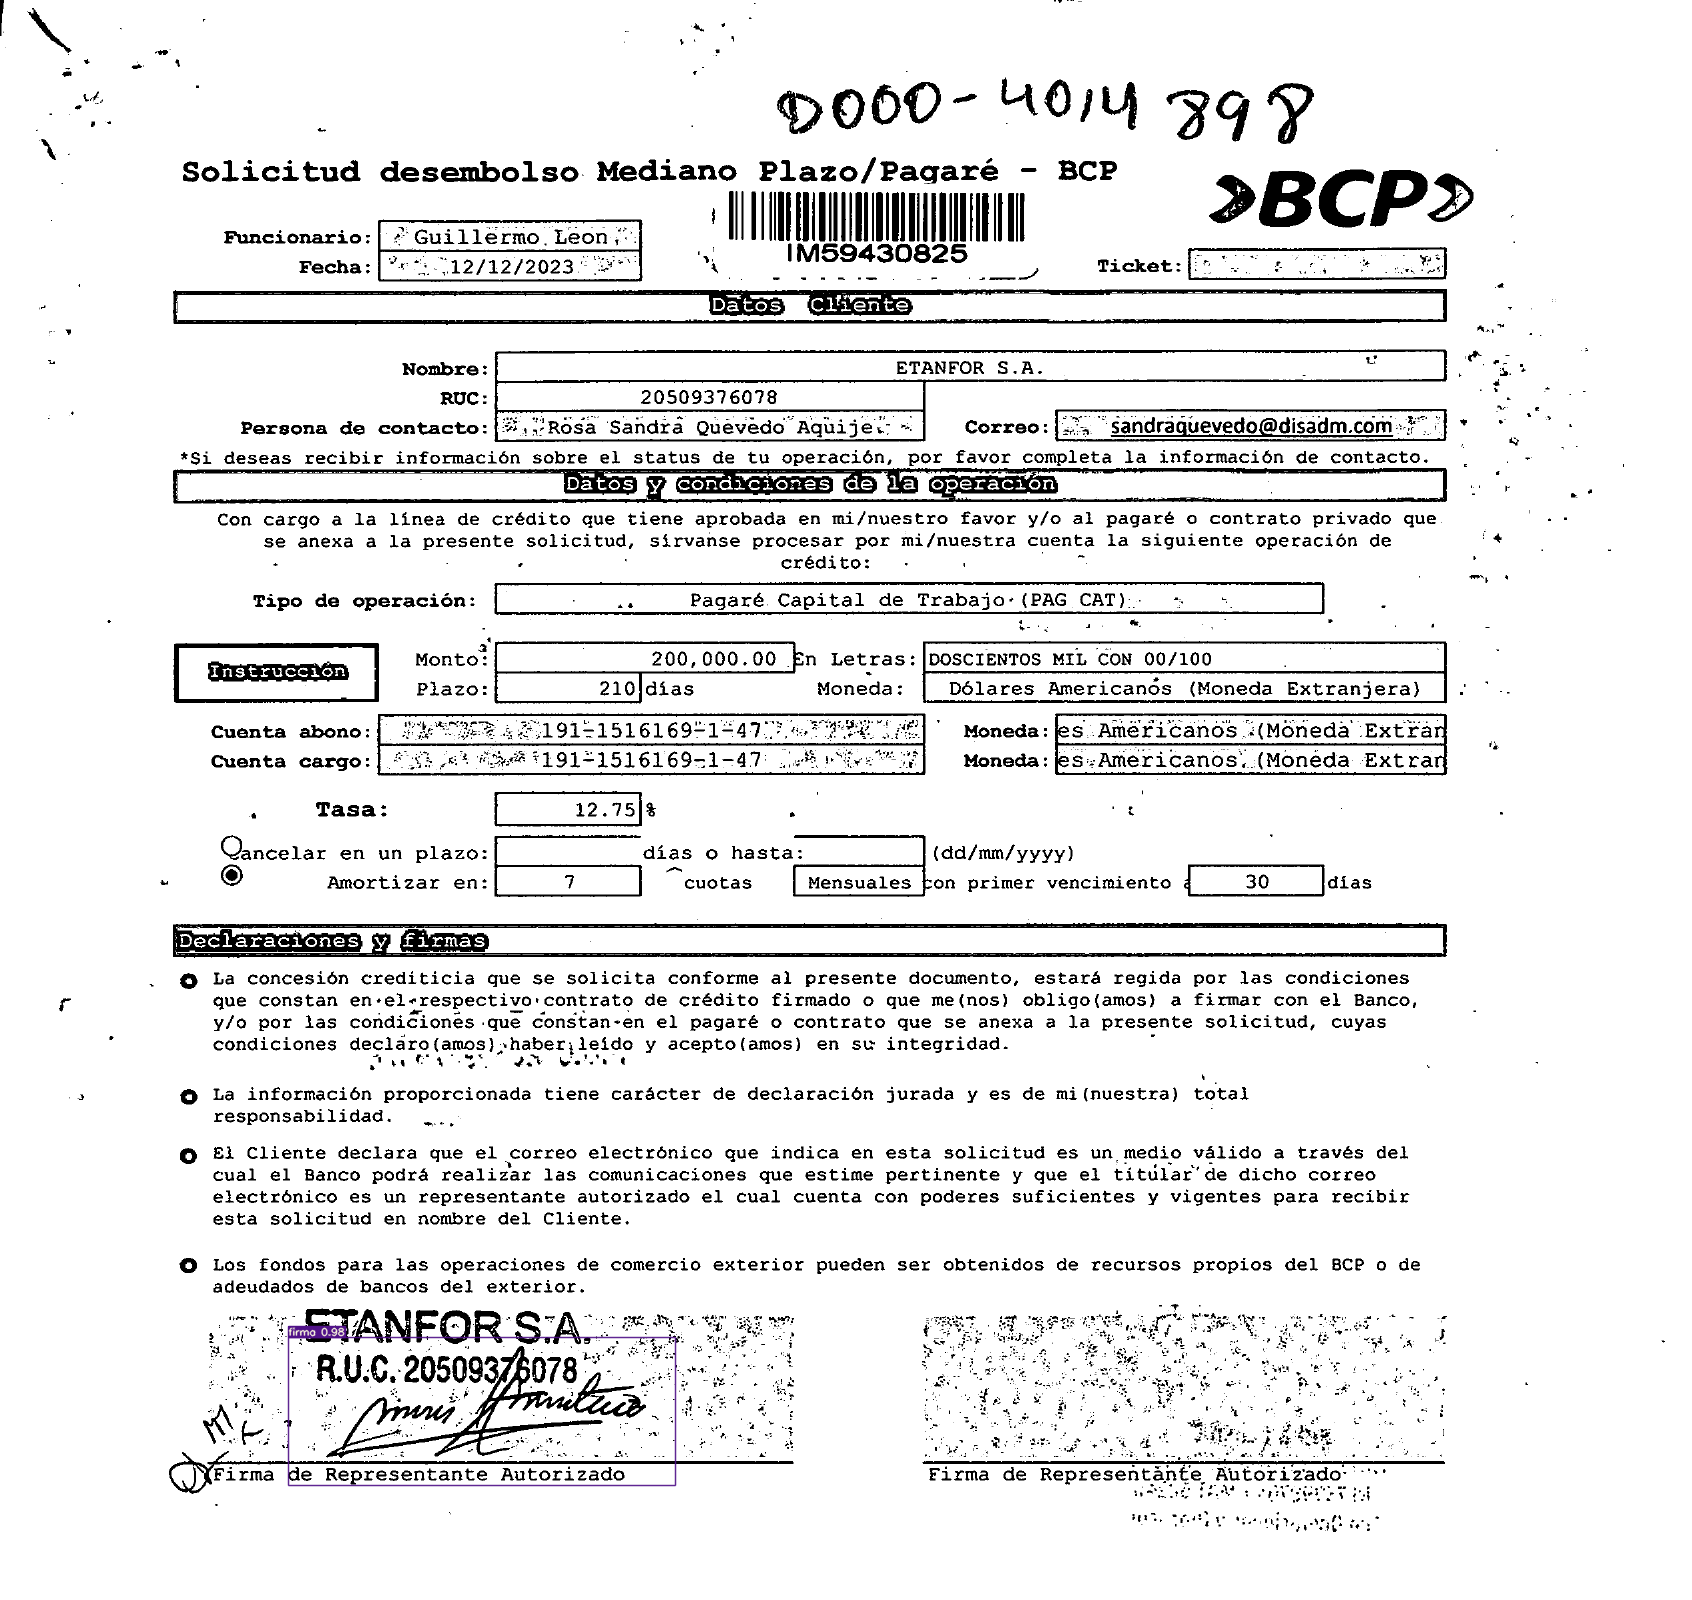 D000-4014898
Solicitud desembolso Mediano Plazo/Pagaré - BCP
BCP
IM59430825
Funcionario: Guillermo Leon
Fecha: 12/12/2023
Ticket:
Datos Cliente
Nombre: ETANFOR S.A.
RUC: 20509376078
Persona de contacto: Rosa Sandra Quevedo Aquije Correo: sandraquevedo@disadm.com
*Si deseas recibir información sobre el status de tu operación, por favor completa la información de contacto.
Datos y condiciones de la operación
Con cargo a la línea de crédito que tiene aprobada en mi/nuestro favor y/o al pagaré o contrato privado que
se anexa a la presente solicitud, sírvanse procesar por mi/nuestra cuenta la siguiente operación de
crédito:
Tipo de operación: Pagaré Capital de Trabajo (PAG CAT)
Instrucción
Monto: 200,000.00 En Letras: DOSCIENTOS MIL CON 00/100
Plazo: 210 días Moneda: Dólares Americanos (Moneda Extranjera)
Cuenta abono: 191-1516169-1-47 Moneda: es Americanos (Moneda Extran
Cuenta cargo: 191-1516169-1-47 Moneda: es Americanos (Moneda Extran
Tasa: 12.75 %
Cancelar en un plazo: días o hasta: (dd/mm/yyyy)
Amortizar en: 7 cuotas Mensuales con primer vencimiento a 30 días
Declaraciones y firmas
La concesión crediticia que se solicita conforme al presente documento, estará regida por las condiciones
que constan en el respectivo contrato de crédito firmado o que me(nos) obligo(amos) a firmar con el Banco,
y/o por las condiciones que constan en el pagaré o contrato que se anexa a la presente solicitud, cuyas
condiciones declaro(amos) haber leído y acepto(amos) en su integridad.
La información proporcionada tiene carácter de declaración jurada y es de mi(nuestra) total
responsabilidad.
El Cliente declara que el correo electrónico que indica en esta solicitud es un medio válido a través del
cual el Banco podrá realizar las comunicaciones que estime pertinente y que el titular de dicho correo
electrónico es un representante autorizado el cual cuenta con poderes suficientes y vigentes para recibir
esta solicitud en nombre del Cliente.
Los fondos para las operaciones de comercio exterior pueden ser obtenidos de recursos propios del BCP o de
adeudados de bancos del exterior.
ETANFOR S.A.
firma 0.98
R.U.C. 20509376078
Firma de Representante Autorizado
Firma de Representante Autorizado